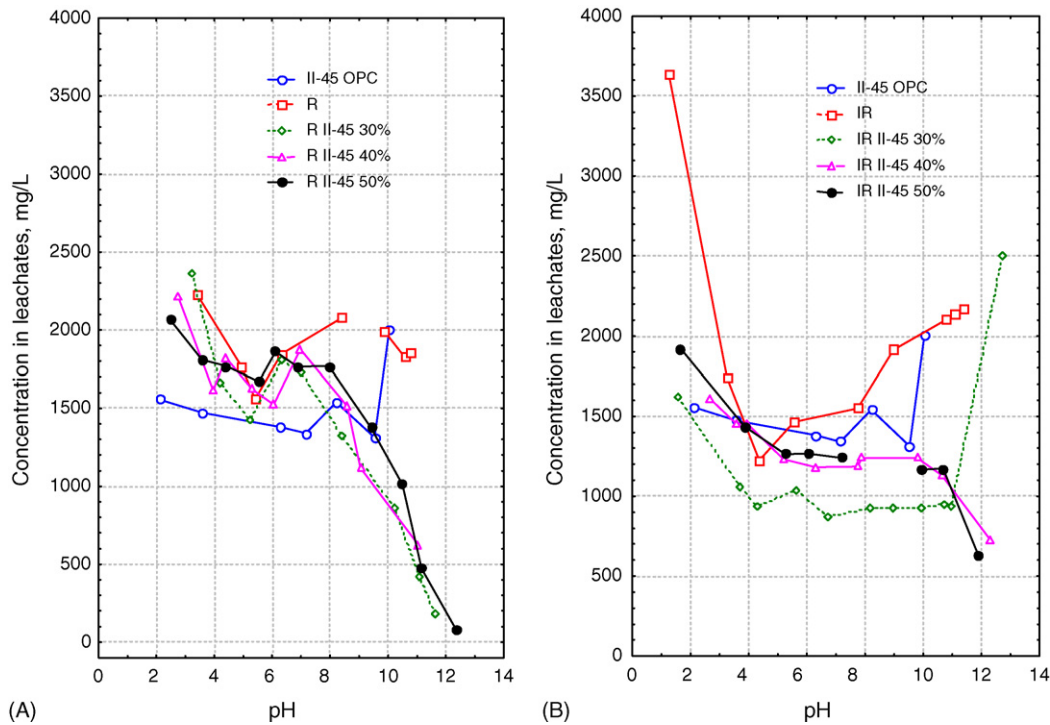 4000
3500
3000
2500
2000
1500
1000
500
0
Concentration in leachates, mg/L
II-45 OPC
R
R II-45 30%
R II-45 40%
R II-45 50%
0 2 4 6 8 10 12 14
pH
(A)
4000
3500
3000
2500
2000
1500
1000
500
0
Concentration in leachates, mg/L
II-45 OPC
IR
IR II-45 30%
IR II-45 40%
IR II-45 50%
0 2 4 6 8 10 12 14
pH
(B)